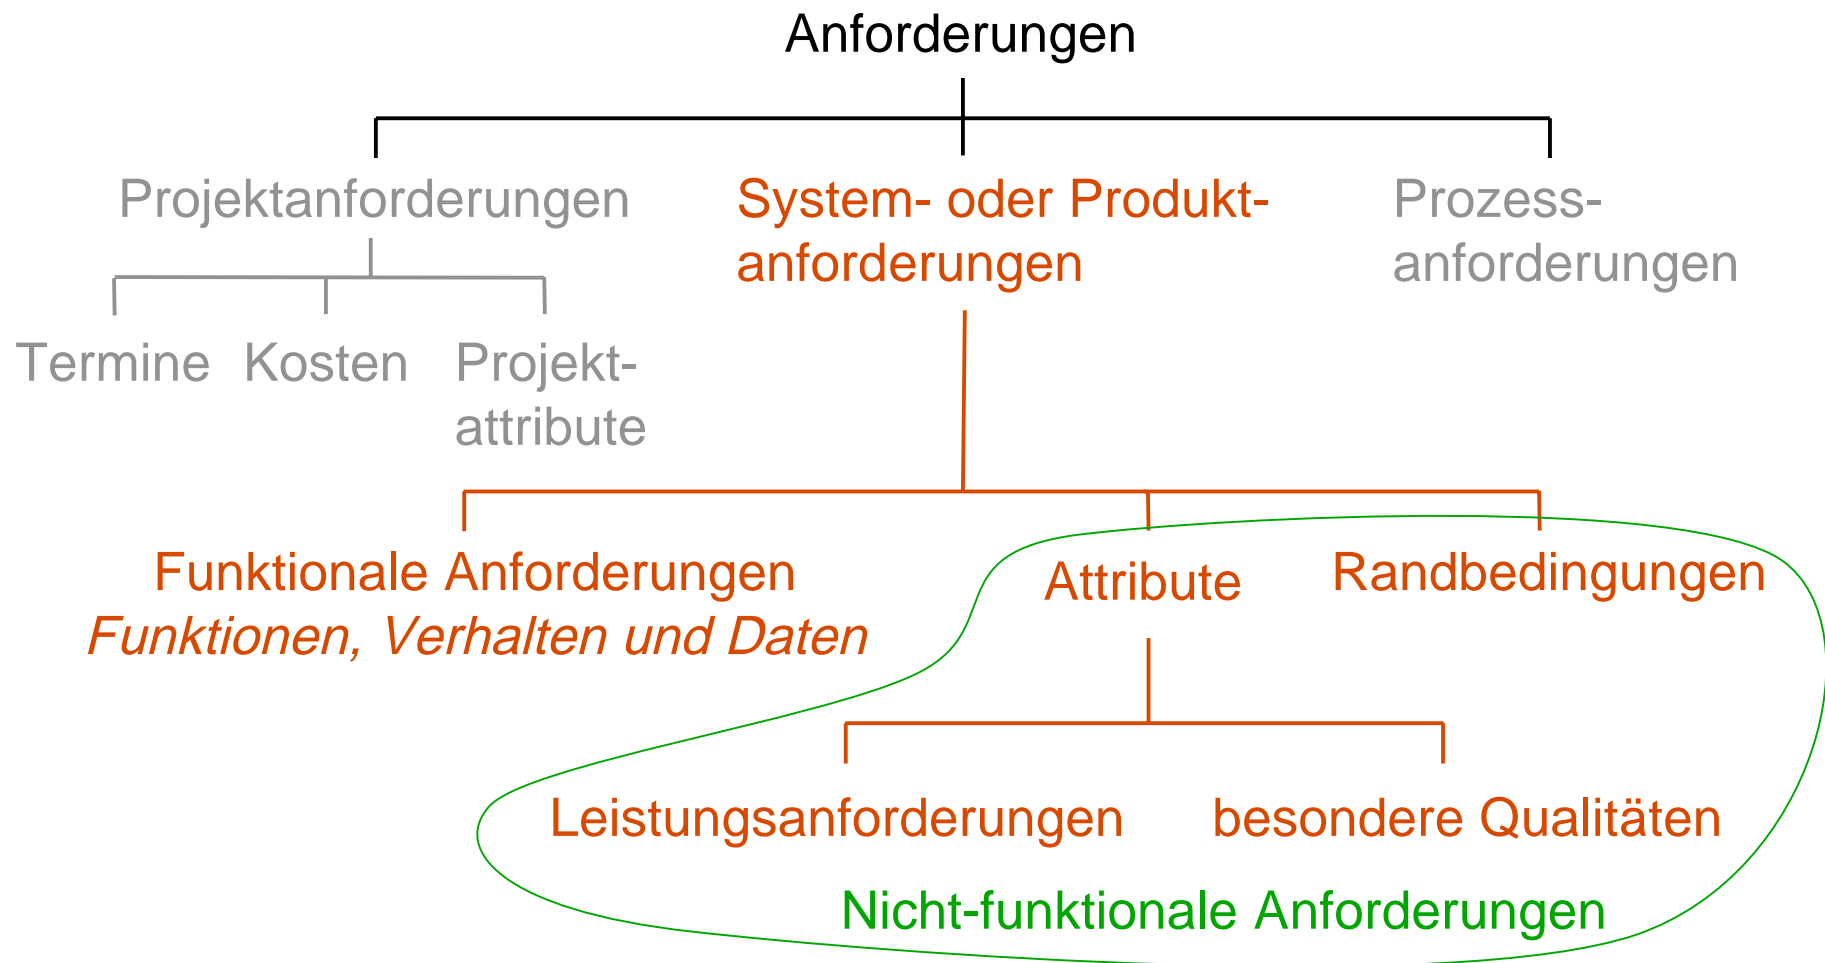 Anforderungen
Projektanforderungen
System- oder Produkt-
anforderungen
Prozess-
anforderungen
Termine
Kosten
Projekt-
attribute
Funktionale Anforderungen
Funktionen, Verhalten und Daten
Attribute
Randbedingungen
Leistungsanforderungen
besondere Qualitäten
Nicht-funktionale Anforderungen